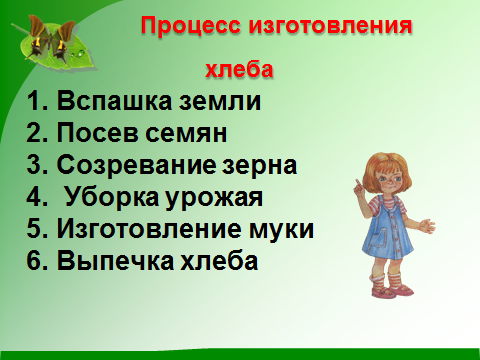 Процесс изготовления
хлеба
1. Вспашка земли
2. Посев семян
3. Созревание зерна
4. Уборка урожая
5. Изготовление муки
6. Выпечка хлеба